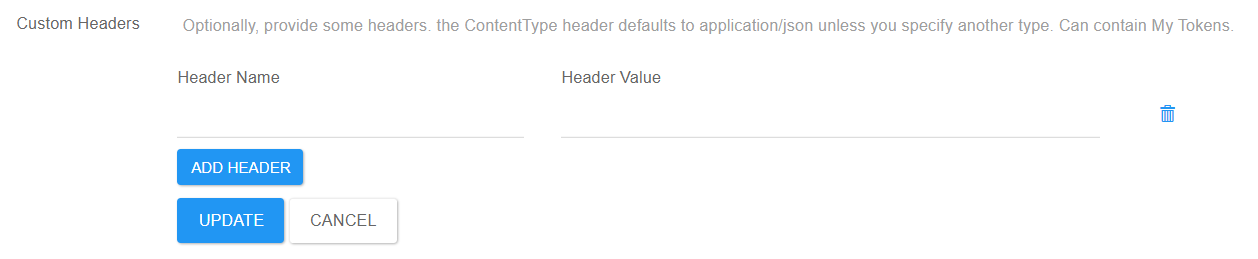 Custom Headers Optionally, provide some headers. the ContentType header defaults to application/json unless you specify another type. Can contain My Tokens.
Header Name Header Value
ADD HEADER
UPDATE CANCEL